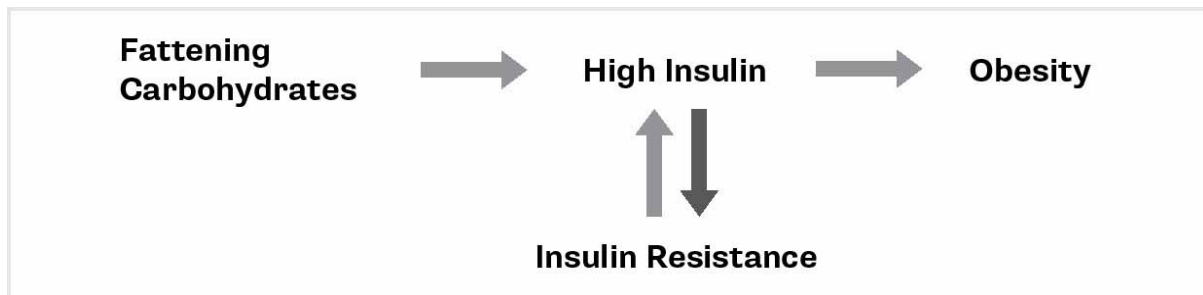 Fattening
Carbohydrates
High Insulin
Obesity
Insulin Resistance